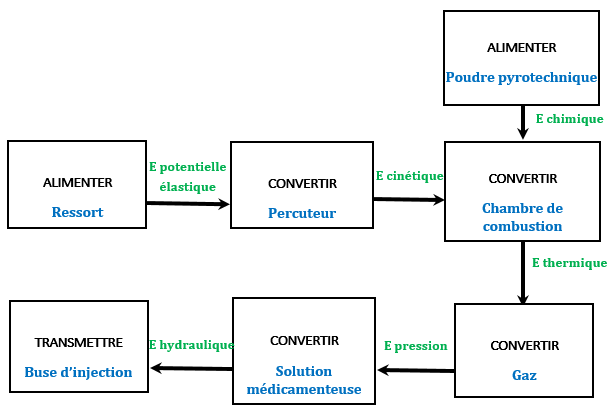 ALIMENTER
Poudre pyrotechnique
E chimique
ALIMENTER
Ressort
E potentielle
élastique
CONVERTIR
Percuteur
E cinétique
CONVERTIR
Chambre de
combustion
E thermique
CONVERTIR
Gaz
E pression
CONVERTIR
Solution
médicamenteuse
E hydraulique
TRANSMETTRE
Buse d'injection